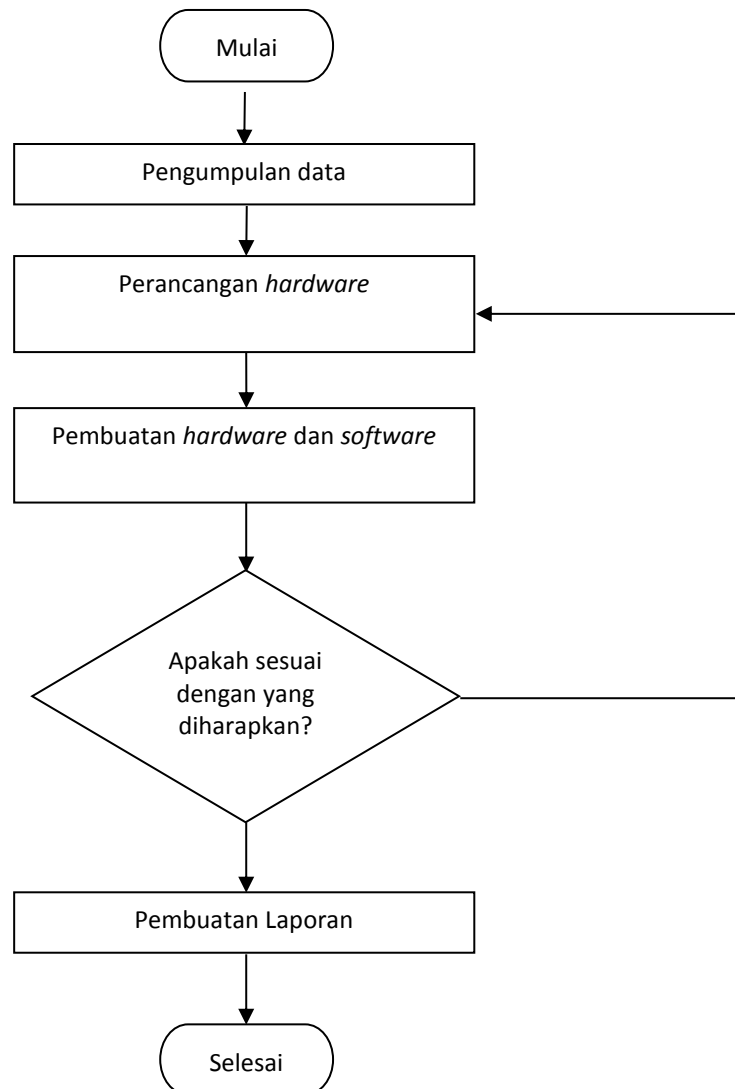 Mulai
Pengumpulan data
Perancangan hardware
Pembuatan hardware dan software
Apakah sesuai
dengan yang
diharapkan?
Pembuatan Laporan
Selesai